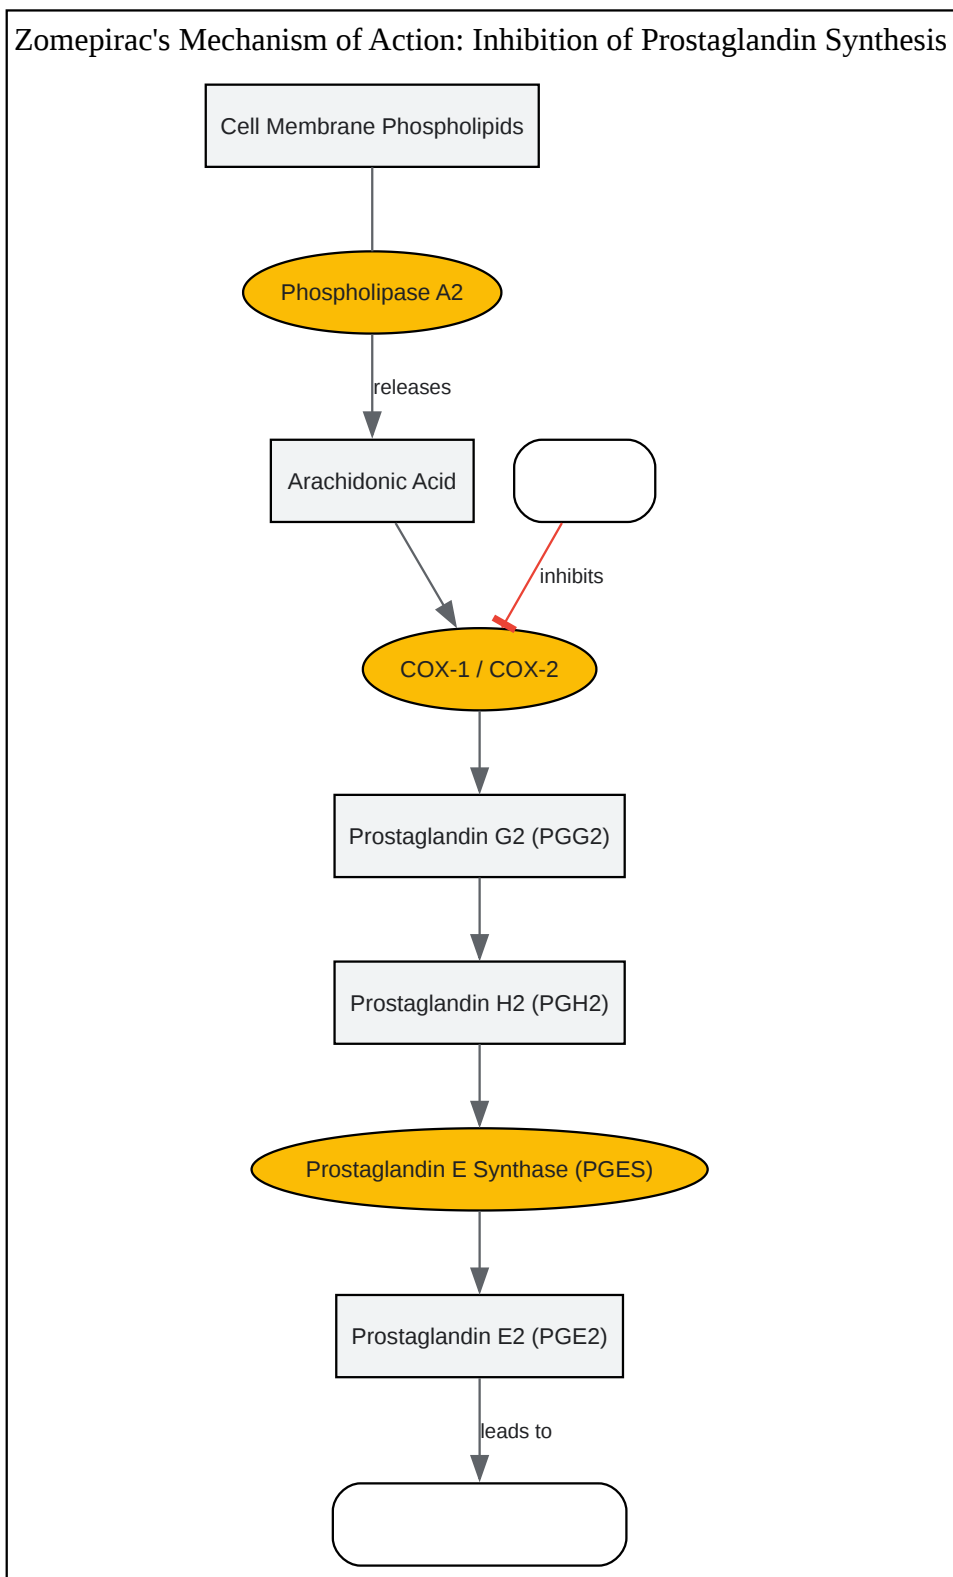 Zomepirac's Mechanism of Action: Inhibition of Prostaglandin Synthesis
Cell Membrane Phospholipids
Phospholipase A2
releases
Arachidonic Acid
inhibits
COX-1 / COX-2
Prostaglandin G2 (PGG2)
Prostaglandin H2 (PGH2)
Prostaglandin E Synthase (PGES)
Prostaglandin E2 (PGE2)
leads to